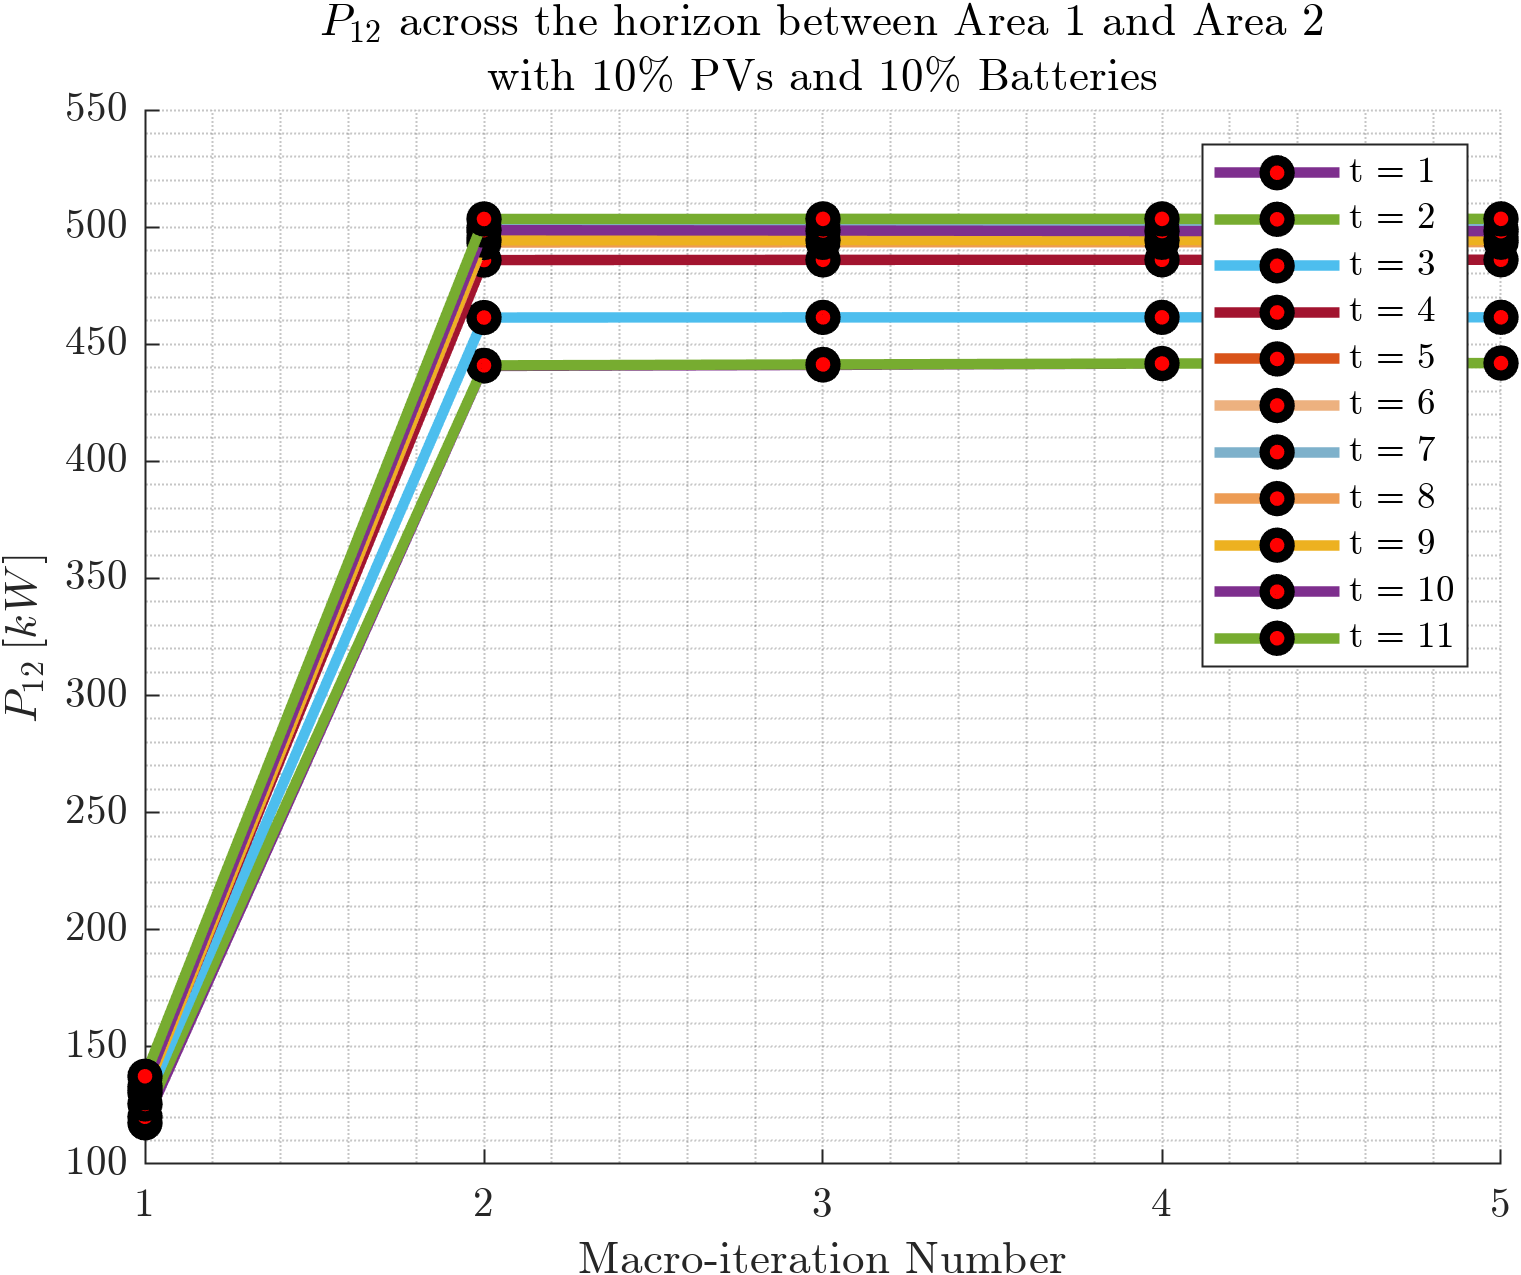 P₁₂ across the horizon between Area 1 and Area 2
with 10% PVs and 10% Batteries
550
500
450
400
350
300
250
200
150
100
P₁₂ [kW]
t = 1
t = 2
t = 3
t = 4
t = 5
t = 6
t = 7
t = 8
t = 9
t = 10
t = 11
1 2 3 4 5
Macro-iteration Number